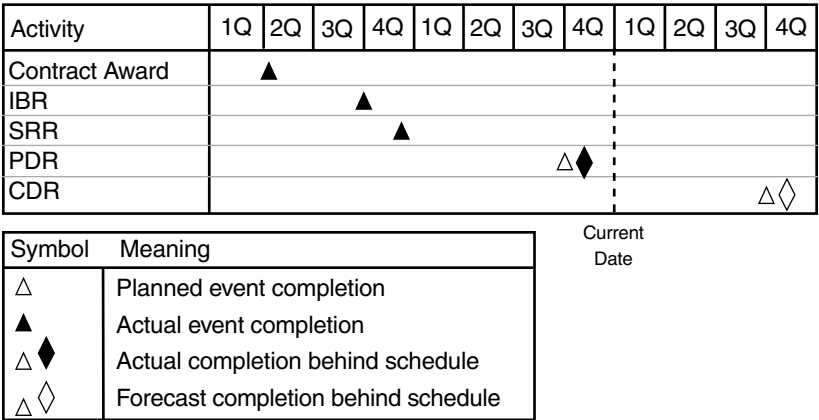 Activity 1Q 2Q 3Q 4Q 1Q 2Q 3Q 4Q 1Q 2Q 3Q 4Q
Contract Award
IBR
SRR
PDR
CDR
Current
Date
Symbol Meaning
Planned event completion
Actual event completion
Actual completion behind schedule
Forecast completion behind schedule